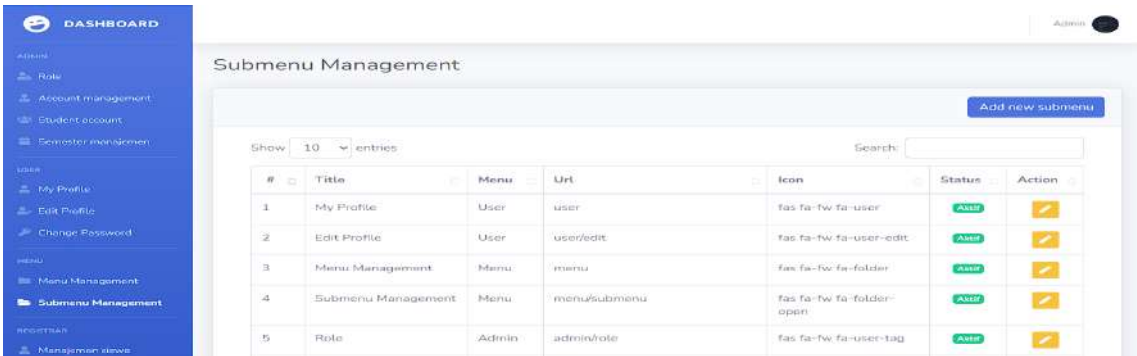 DASHBOARD
Admin
ADMIN
Role
Account management
Student account
Semester manajemen
USER
My Profile
Edit Profile
Change Password
MENU
Menu Management
Submenu Management
REGISTRAR
Manajemen siswa
Submenu Management
Add new submenu
Show 10 entries
Search:
# Title Menu Url Icon Status Action
1 My Profile User user fas fa-fw fa-user Aktif
2 Edit Profile User user/edit fas fa-fw fa-user-edit Aktif
3 Menu Management Menu menu fas fa-fw fa-folder Aktif
4 Submenu Management Menu menu/submenu fas fa-fw fa-folder-
open Aktif
5 Role Admin admin/role fas fa-fw fa-user-tag Aktif